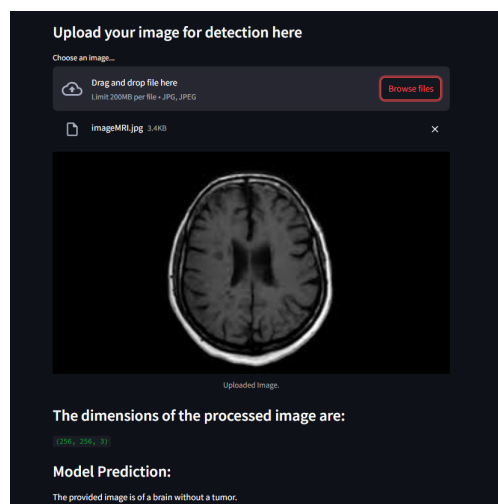 Upload your image for detection here
Choose an image...
Drag and drop file here
Limit 200MB per file • JPG, JPEG
Browse files
imageMRI.jpg 3.4KB
Uploaded Image.
The dimensions of the processed image are:
(256, 256, 3)
Model Prediction:
The provided image is of a brain without a tumor.